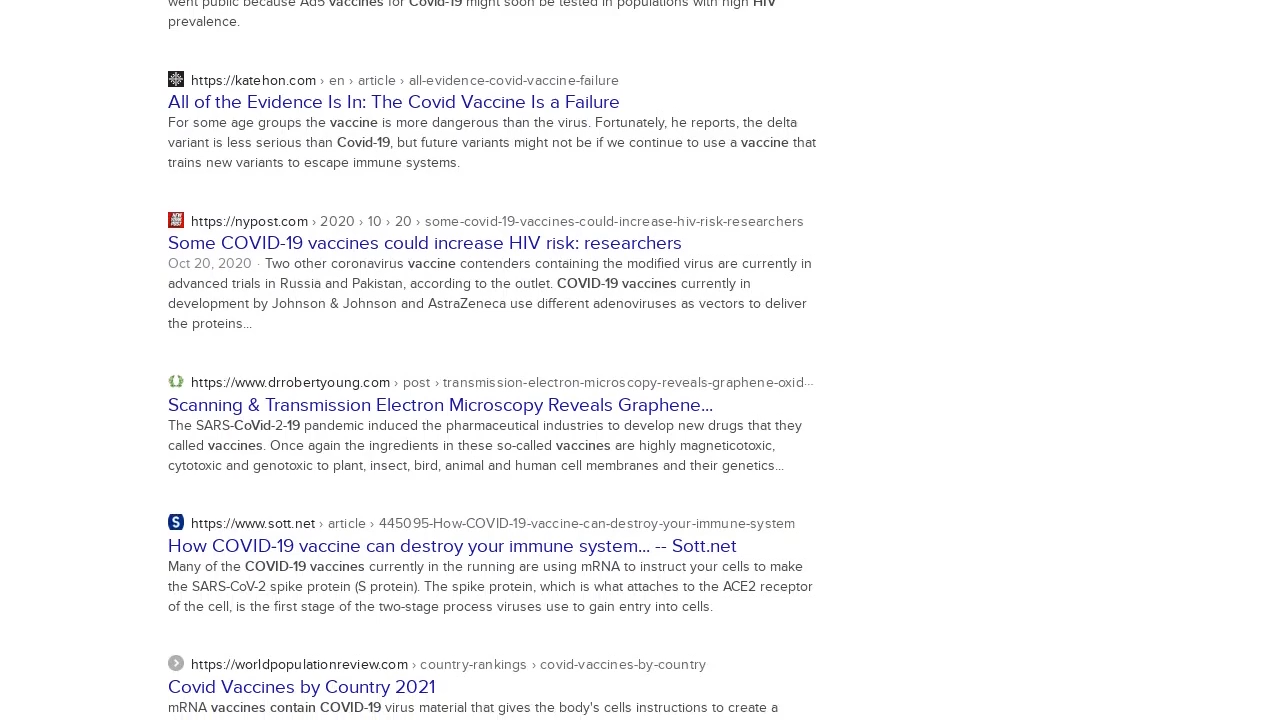 went public because Ad5 vaccines for Covid-19 might soon be tested in populations with high HIV
prevalence.
https://katehon.com › en › article › all-evidence-covid-vaccine-failure
All of the Evidence Is In: The Covid Vaccine Is a Failure
For some age groups the vaccine is more dangerous than the virus. Fortunately, he reports, the delta
variant is less serious than Covid-19, but future variants might not be if we continue to use a vaccine that
trains new variants to escape immune systems.
https://nypost.com › 2020 › 10 › 20 › some-covid-19-vaccines-could-increase-hiv-risk-researchers
Some COVID-19 vaccines could increase HIV risk: researchers
Oct 20, 2020 · Two other coronavirus vaccine contenders containing the modified virus are currently in
advanced trials in Russia and Pakistan, according to the outlet. COVID-19 vaccines currently in
development by Johnson & Johnson and AstraZeneca use different adenoviruses as vectors to deliver
the proteins...
https://www.drrobertyoung.com › post › transmission-electron-microscopy-reveals-graphene-oxid···
Scanning & Transmission Electron Microscopy Reveals Graphene...
The SARS-CoVid-2-19 pandemic induced the pharmaceutical industries to develop new drugs that they
called vaccines. Once again the ingredients in these so-called vaccines are highly magneticotoxic,
cytotoxic and genotoxic to plant, insect, bird, animal and human cell membranes and their genetics...
https://www.sott.net › article › 445095-How-COVID-19-vaccine-can-destroy-your-immune-system
How COVID-19 vaccine can destroy your immune system... -- Sott.net
Many of the COVID-19 vaccines currently in the running are using mRNA to instruct your cells to make
the SARS-CoV-2 spike protein (S protein). The spike protein, which is what attaches to the ACE2 receptor
of the cell, is the first stage of the two-stage process viruses use to gain entry into cells.
https://worldpopulationreview.com › country-rankings › covid-vaccines-by-country
Covid Vaccines by Country 2021
mRNA vaccines contain COVID-19 virus material that gives the body's cells instructions to create a